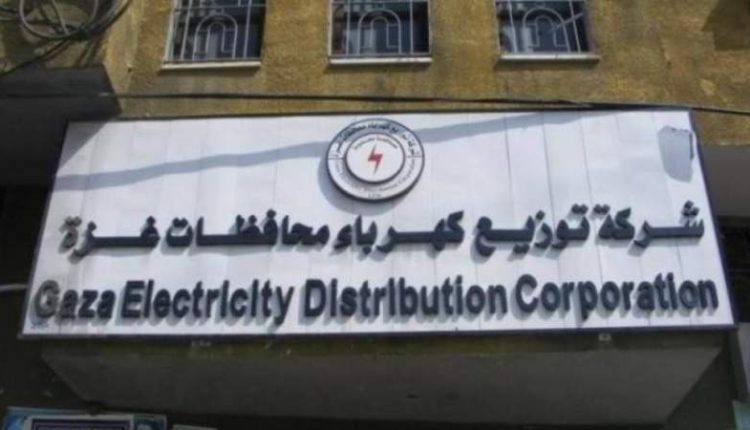 شركة توزيع كهرباء محافظات غزة
Gaza Electricity Distribution Corporation